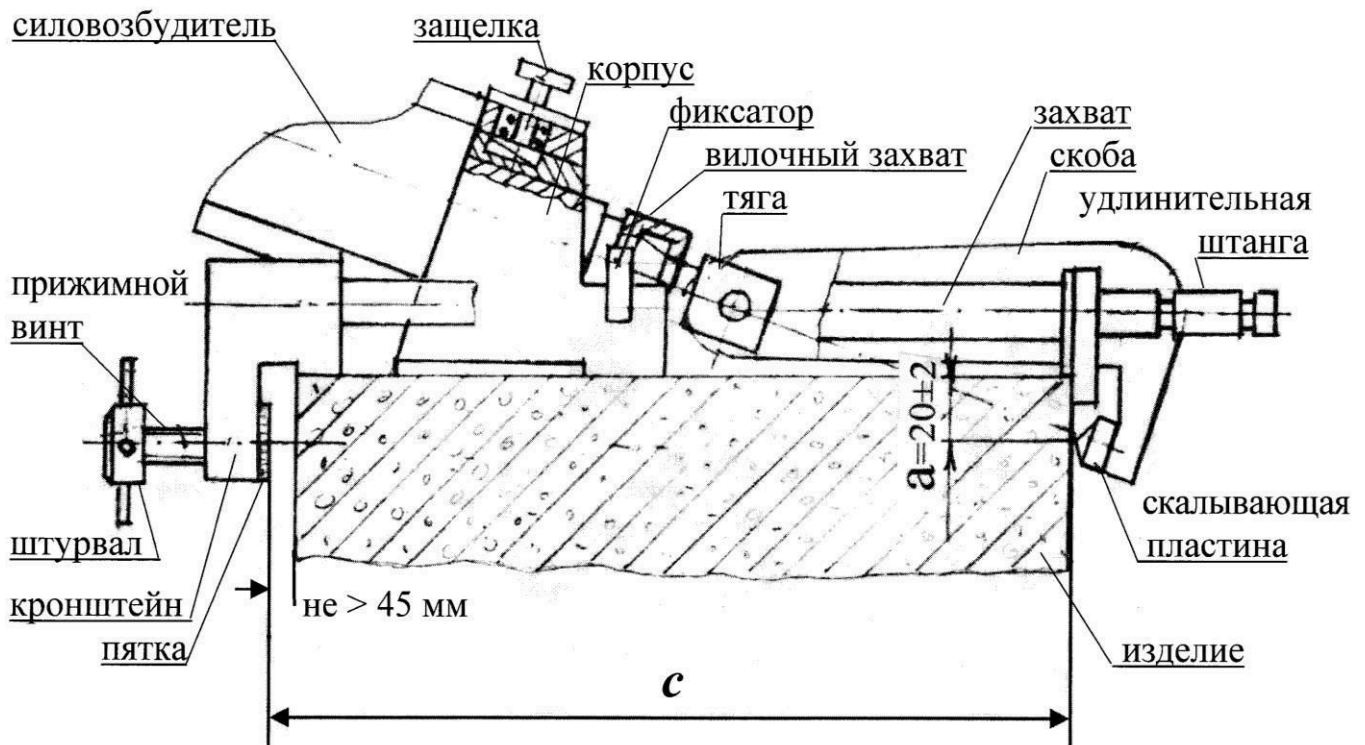 силовозбудитель
защелка
корпус
фиксатор
вилочный захват
тяга
захват
скоба
удлинительная
штанга
прижимной
винт
a=20±2
скалывающая
пластина
штурвал
кронштейн
пятка
не > 45 мм
изделие
c